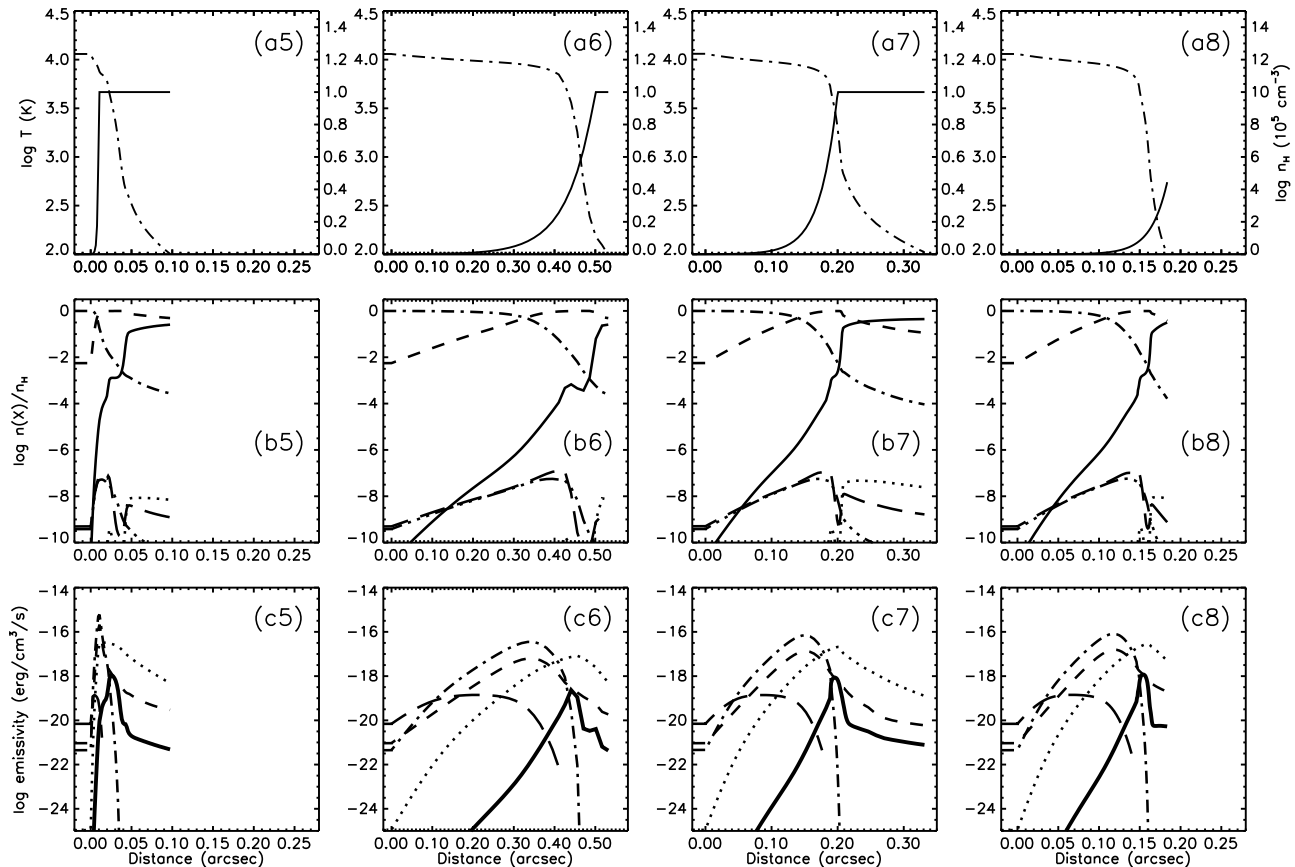 4.5 4.0 3.5 3.0 2.5 2.0
log T (K)
(a5)
1.4 1.2 1.0 0.8 0.6 0.4 0.2 0.0
0.00 0.05 0.10 0.15 0.20 0.25
4.5 4.0 3.5 3.0 2.5 2.0
(a6)
1.4 1.2 1.0 0.8 0.6 0.4 0.2 0.0
0.00 0.10 0.20 0.30 0.40 0.50
4.5 4.0 3.5 3.0 2.5 2.0
(a7)
1.4 1.2 1.0 0.8 0.6 0.4 0.2 0.0
0.00 0.10 0.20 0.30
4.5 4.0 3.5 3.0 2.5 2.0
(a8)
14 12 10 8 6 4 2 0
log nH (10⁵ cm⁻³)
0.00 0.05 0.10 0.15 0.20 0.25
0 −2 −4 −6 −8 −10
log n(X)/nH
(b5)
0.00 0.05 0.10 0.15 0.20 0.25
0 −2 −4 −6 −8 −10
(b6)
0.00 0.10 0.20 0.30 0.40 0.50
0 −2 −4 −6 −8 −10
(b7)
0.00 0.10 0.20 0.30
0 −2 −4 −6 −8 −10
(b8)
0.00 0.05 0.10 0.15 0.20 0.25
−14 −16 −18 −20 −22 −24
log emissivity (erg/cm³/s)
(c5)
0.00 0.05 0.10 0.15 0.20 0.25
Distance (arcsec)
−14 −16 −18 −20 −22 −24
(c6)
0.00 0.10 0.20 0.30 0.40 0.50
Distance (arcsec)
−14 −16 −18 −20 −22 −24
(c7)
0.00 0.10 0.20 0.30
Distance (arcsec)
−14 −16 −18 −20 −22 −24
(c8)
0.00 0.05 0.10 0.15 0.20 0.25
Distance (arcsec)